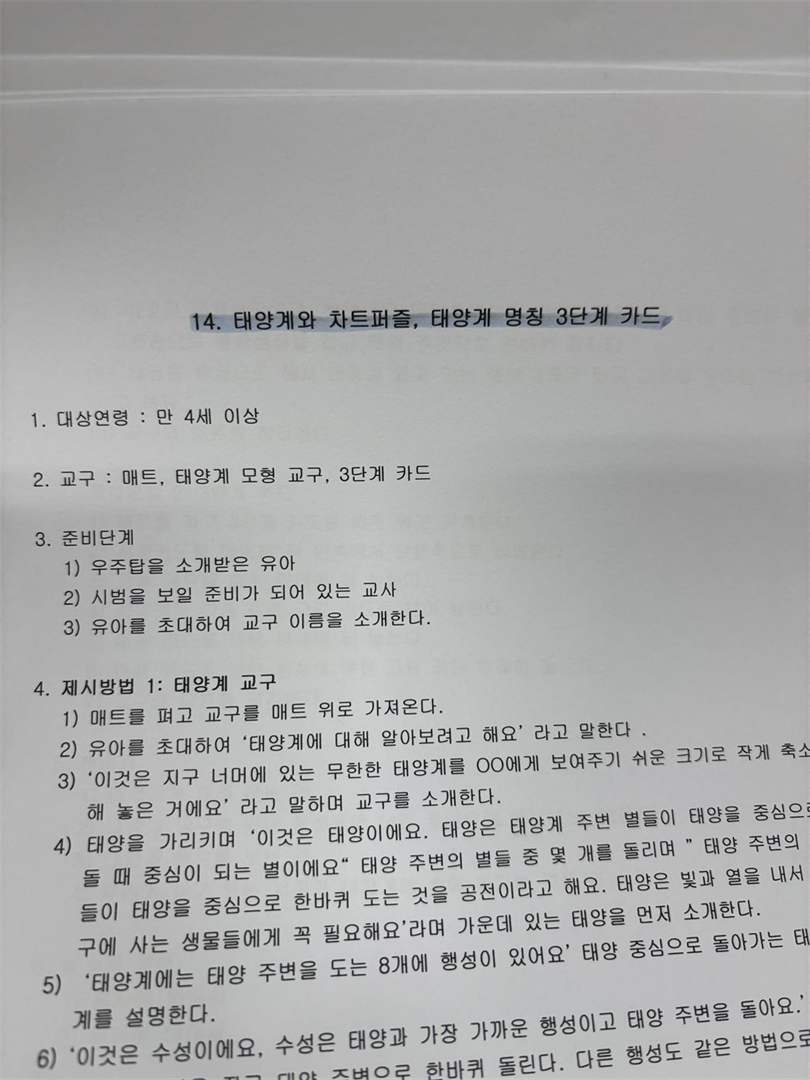 14. 태양계와 차트퍼즐, 태양계 명칭 3단계 카드
1. 대상연령 : 만 4세 이상
2. 교구 : 매트, 태양계 모형 교구, 3단계 카드
3. 준비단계
1) 우주탑을 소개받은 유아
2) 시범을 보일 준비가 되어 있는 교사
3) 유아를 초대하여 교구 이름을 소개한다.
4. 제시방법 1: 태양계 교구
1) 매트를 펴고 교구를 매트 위로 가져온다.
2) 유아를 초대하여 ‘태양계에 대해 알아보려고 해요’ 라고 말한다 .
3) ‘이것은 지구 너머에 있는 무한한 태양계를 OO에게 보여주기 쉬운 크기로 작게 축소
해 놓은 거에요’ 라고 말하며 교구를 소개한다.
4) 태양을 가리키며 ‘이것은 태양이에요. 태양은 태양계 주변 별들이 태양을 중심으로
돌 때 중심이 되는 별이에요“ 태양 주변의 별들 중 몇 개를 돌리며 ” 태양 주변의
들이 태양을 중심으로 한바퀴 도는 것을 공전이라고 해요. 태양은 빛과 열을 내서
구에 사는 생물들에게 꼭 필요해요’라며 가운데 있는 태양을 먼저 소개한다.
5) ‘태양계에는 태양 주변을 도는 8개에 행성이 있어요’ 태양 중심으로 돌아가는 태
계를 설명한다.
6) ‘이것은 수성이에요, 수성은 태양과 가장 가까운 행성이고 태양 주변을 돌아요.’
태양 주변으로 한바퀴 돌린다. 다른 행성도 같은 방법으로